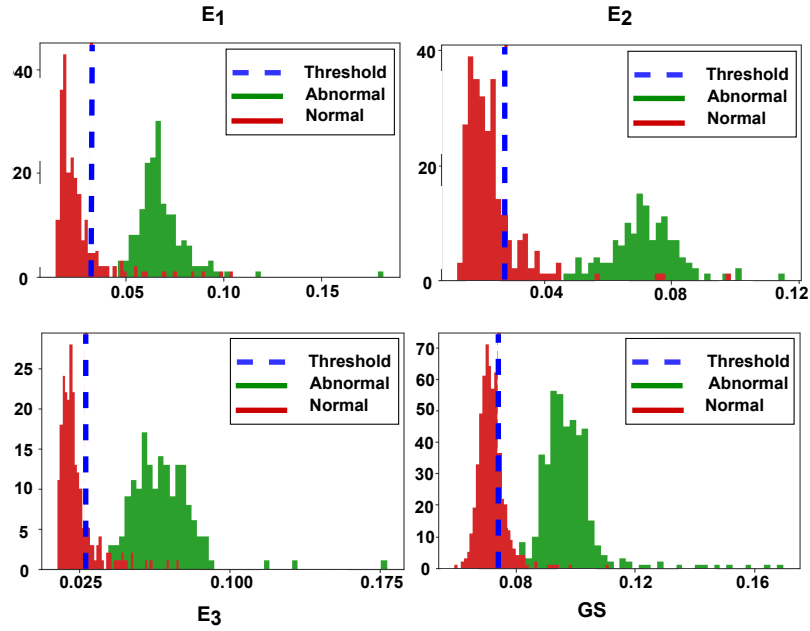 E1
E2
Threshold
Abnormal
Normal
40
20
0
0.05
0.10
0.15
Threshold
Abnormal
Normal
40
20
0
0.04
0.08
0.12
Threshold
Abnormal
Normal
25
20
15
10
5
0
0.025
0.100
0.175
E3
Threshold
Abnormal
Normal
70
60
50
40
30
20
10
0
0.08
0.12
0.16
GS